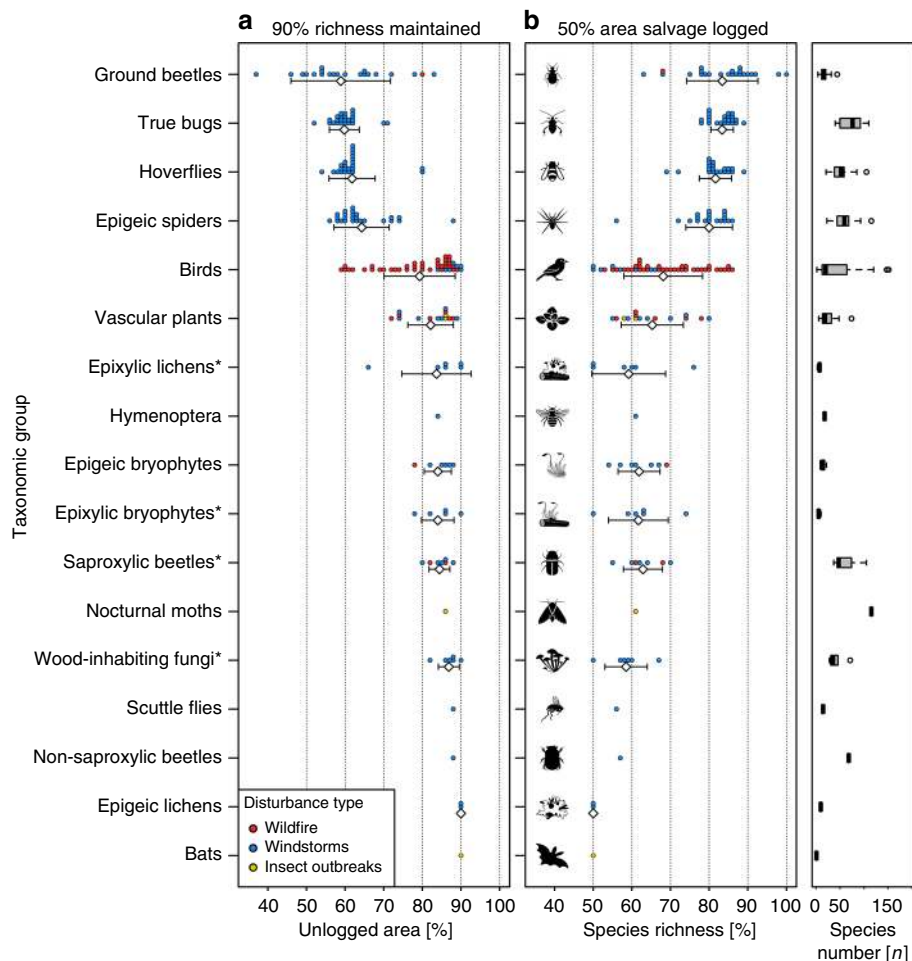 a 90% richness maintained
b 50% area salvage logged
Taxonomic group
Ground beetles
True bugs
Hoverflies
Epigeic spiders
Birds
Vascular plants
Epixylic lichens*
Hymenoptera
Epigeic bryophytes
Epixylic bryophytes*
Saproxylic beetles*
Nocturnal moths
Wood-inhabiting fungi*
Scuttle flies
Non-saproxylic beetles
Epigeic lichens
Bats
Disturbance type
Wildfire
Windstorms
Insect outbreaks
40 50 60 70 80 90 100
Unlogged area [%]
40 50 60 70 80 90 100
Species richness [%]
0 50 150
Species
number [n]